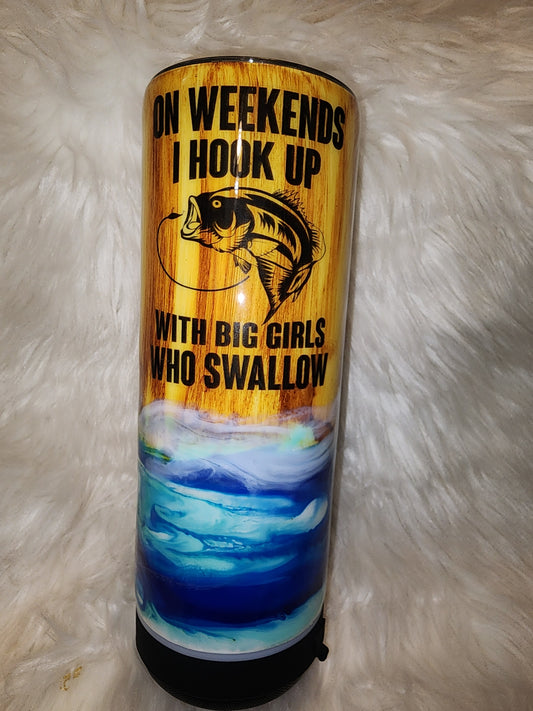 ON WEEKENDS
I HOOK UP
WITH BIG GIRLS
WHO SWALLOW